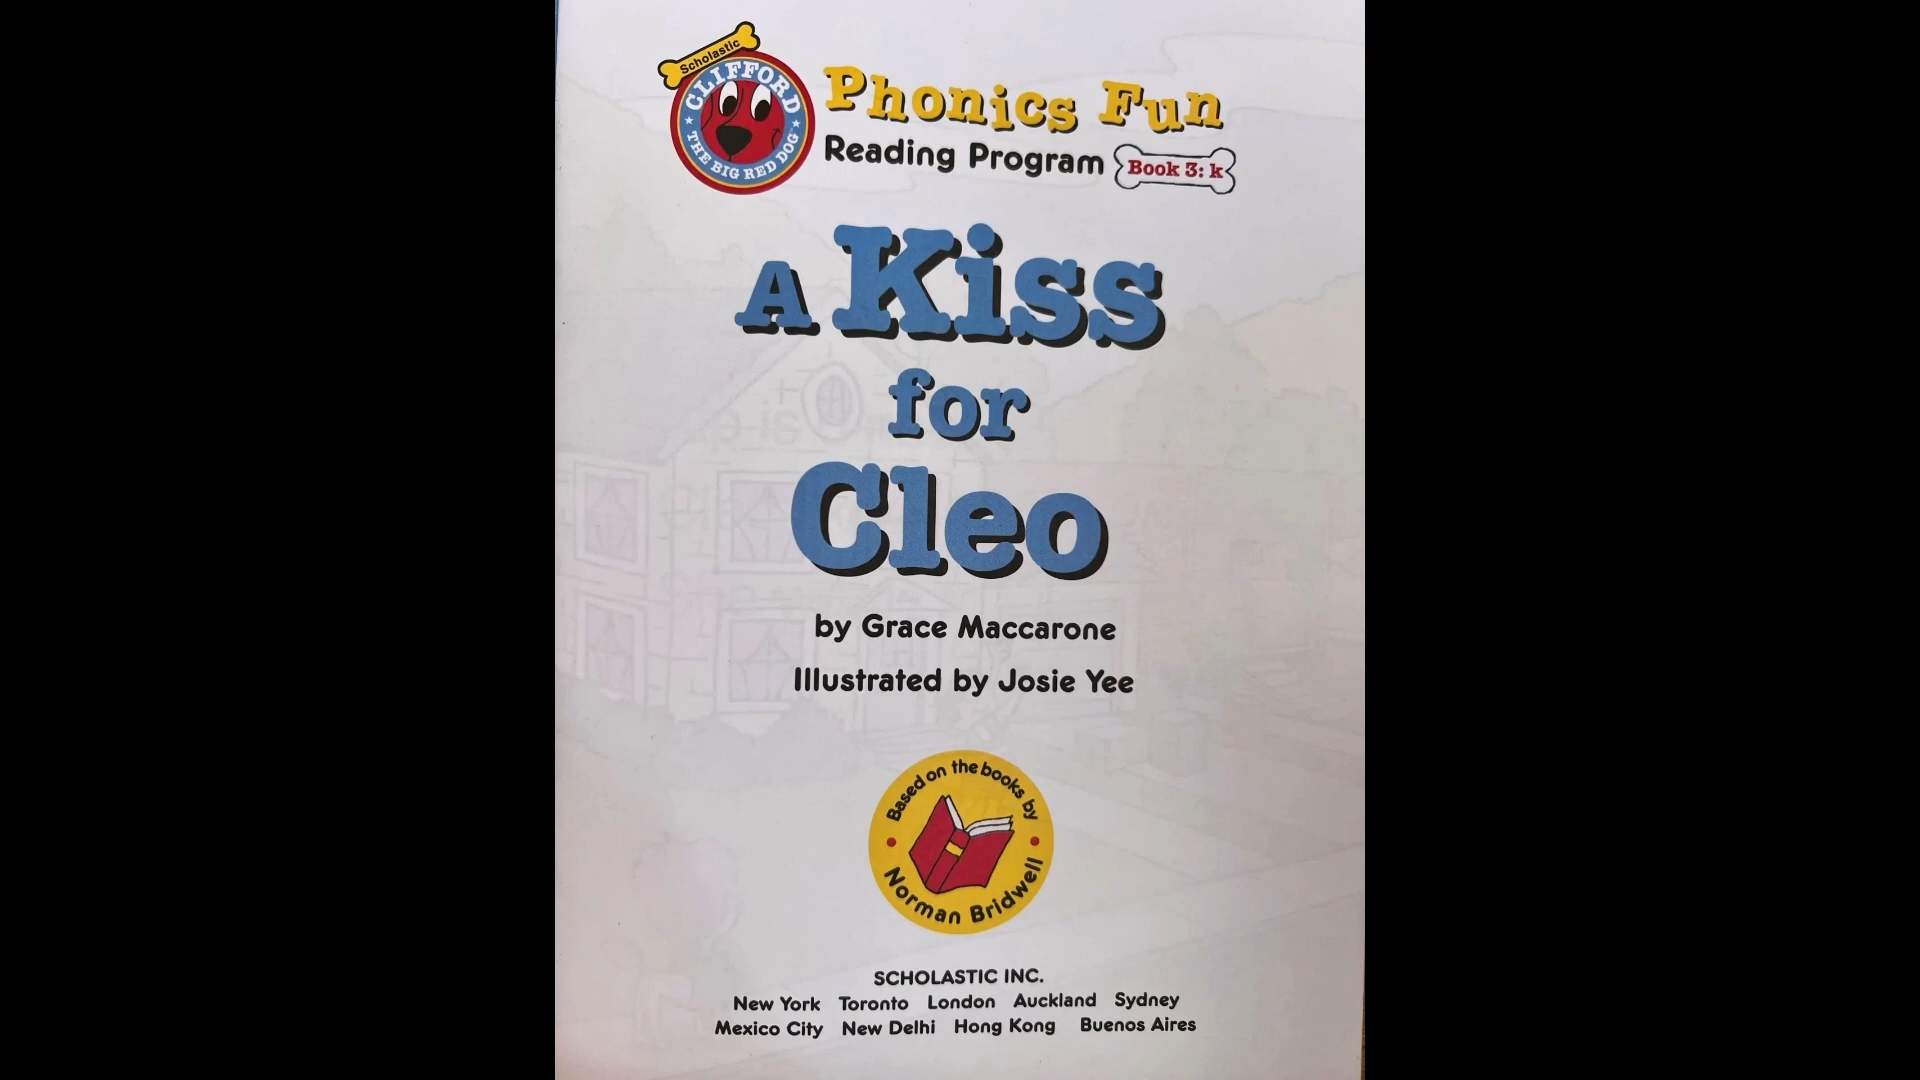 Scholastic
CLIFFORD
THE BIG RED DOG™
Phonics Fun
Reading Program
Book 3: k
A Kiss
for
Cleo
by Grace Maccarone
Illustrated by Josie Yee
Based on the books by
Norman Bridwell
SCHOLASTIC INC.
New York Toronto London Auckland Sydney
Mexico City New Delhi Hong Kong Buenos Aires